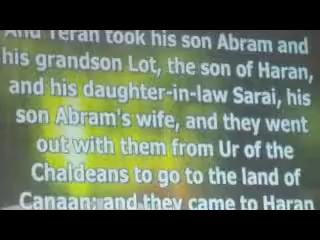 And Terah took his son Abram and
his grandson Lot, the son of Haran,
and his daughter-in-law Sarai, his
son Abram's wife, and they went
out with them from Ur of the
Chaldeans to go to the land of
Canaan; and they came to Haran